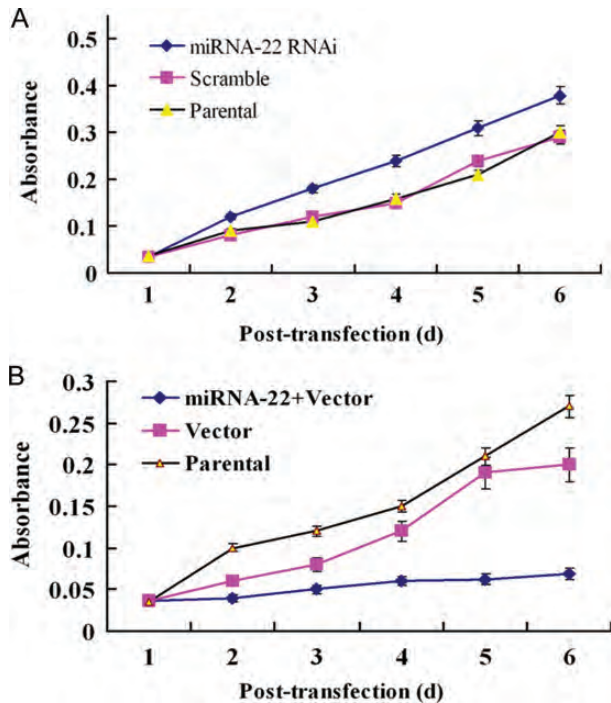 A
0.5
0.4
0.3
0.2
0.1
0
Absorbance
miRNA-22 RNAi
Scramble
Parental
1 2 3 4 5 6
Post-transfection (d)
B
0.3
0.25
0.2
0.15
0.1
0.05
0
Absorbance
miRNA-22+Vector
Vector
Parental
1 2 3 4 5 6
Post-transfection (d)